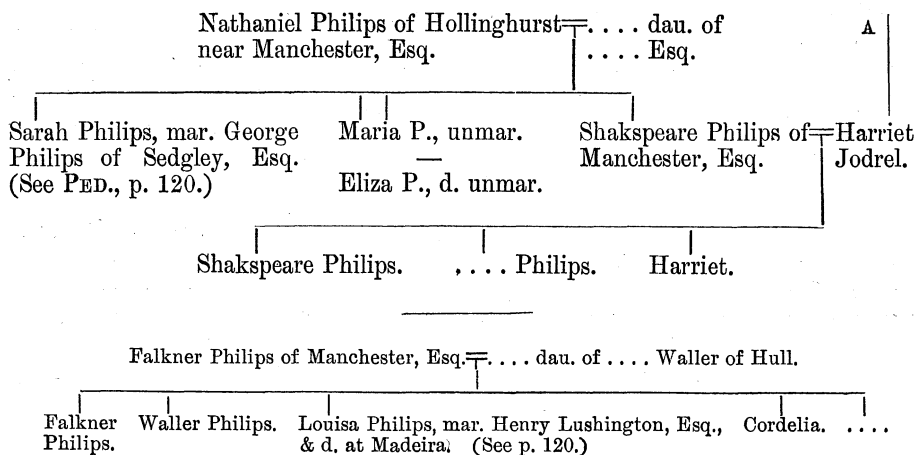 Nathaniel Philips of Hollinghurst=.... dau. of
near Manchester, Esq. .... Esq.
A
Sarah Philips, mar. George
Philips of Sedgley, Esq.
(See PED., p. 120.)
Maria P., unmar.
—
Eliza P., d. unmar.
Shakspeare Philips of=Harriet
Manchester, Esq. Jodrel.
Shakspeare Philips. .... Philips. Harriet.
Falkner Philips of Manchester, Esq.=.... dau. of .... Waller of Hull.
Falkner
Philips.
Waller Philips.
Louisa Philips, mar. Henry Lushington, Esq.,
& d. at Madeira. (See p. 120.)
Cordelia. ....